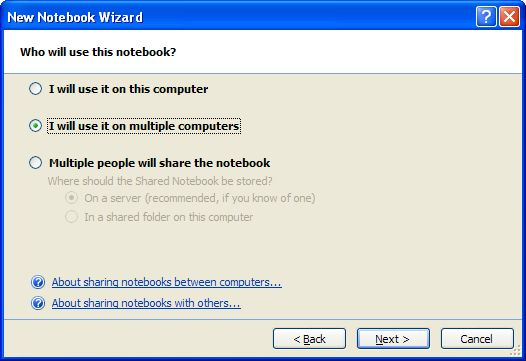 New Notebook Wizard
Who will use this notebook?
I will use it on this computer
I will use it on multiple computers
Multiple people will share the notebook
Where should the Shared Notebook be stored?
On a server (recommended, if you know of one)
In a shared folder on this computer
About sharing notebooks between computers...
About sharing notebooks with others...
< Back Next > Cancel